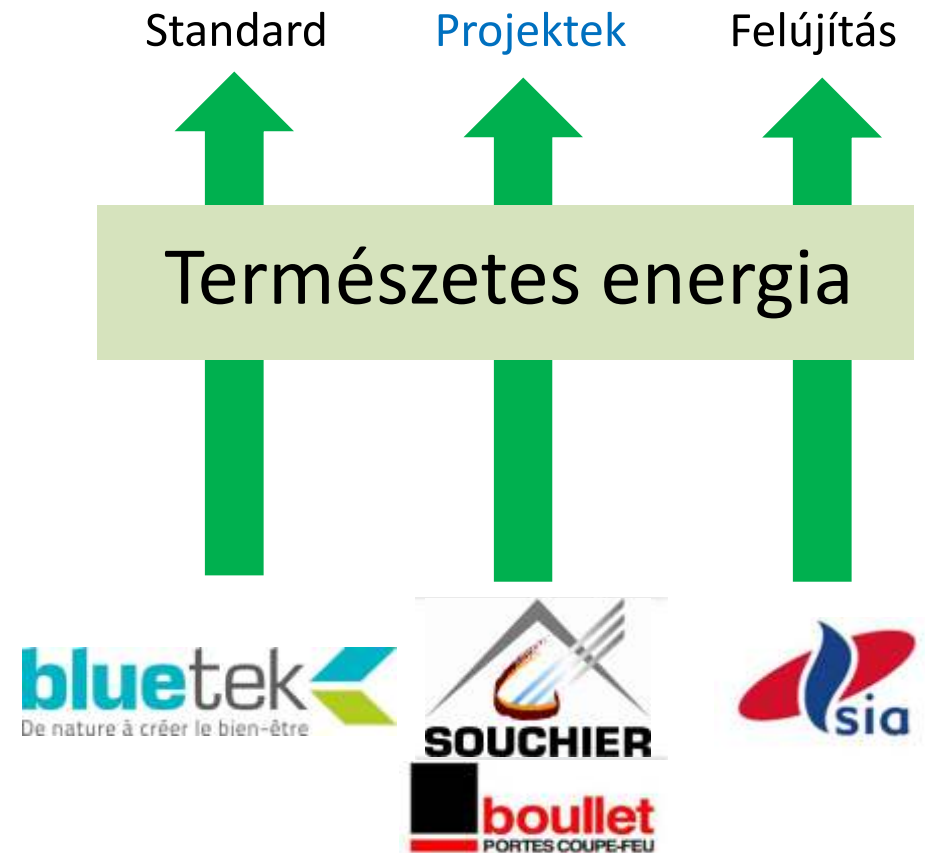 Standard Projektek Felújítás
Természetes energia
bluetek
De nature à créer le bien-être
SOUCHIER
sia
boullet
PORTES COUPE-FEU